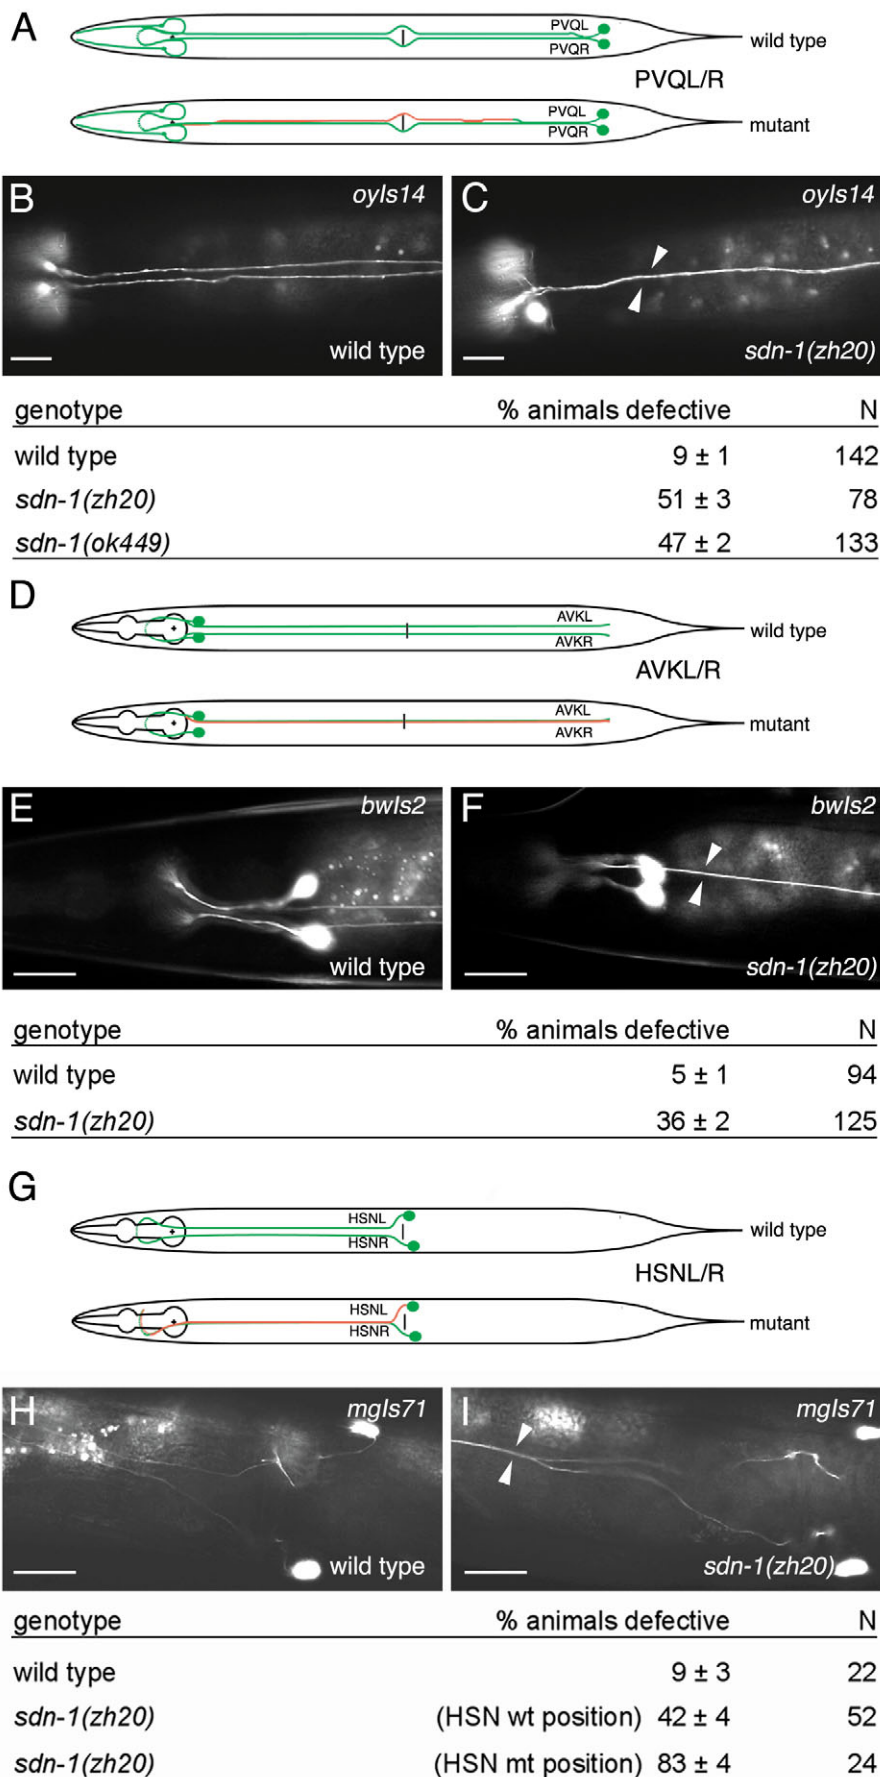 A
PVQL
PVQR
wild type
PVQL/R
PVQL
PVQR
mutant
B
oyIs14
wild type
C
oyIs14
sdn-1(zh20)
genotype % animals defective N
wild type 9 ± 1 142
sdn-1(zh20) 51 ± 3 78
sdn-1(ok449) 47 ± 2 133
D
AVKL
AVKR
wild type
AVKL/R
AVKL
AVKR
mutant
E
bwIs2
wild type
F
bwIs2
sdn-1(zh20)
genotype % animals defective N
wild type 5 ± 1 94
sdn-1(zh20) 36 ± 2 125
G
HSNL
HSNR
wild type
HSNL/R
HSNL
HSNR
mutant
H
mgIs71
wild type
I
mgIs71
sdn-1(zh20)
genotype % animals defective N
wild type 9 ± 3 22
sdn-1(zh20) (HSN wt position) 42 ± 4 52
sdn-1(zh20) (HSN mt position) 83 ± 4 24